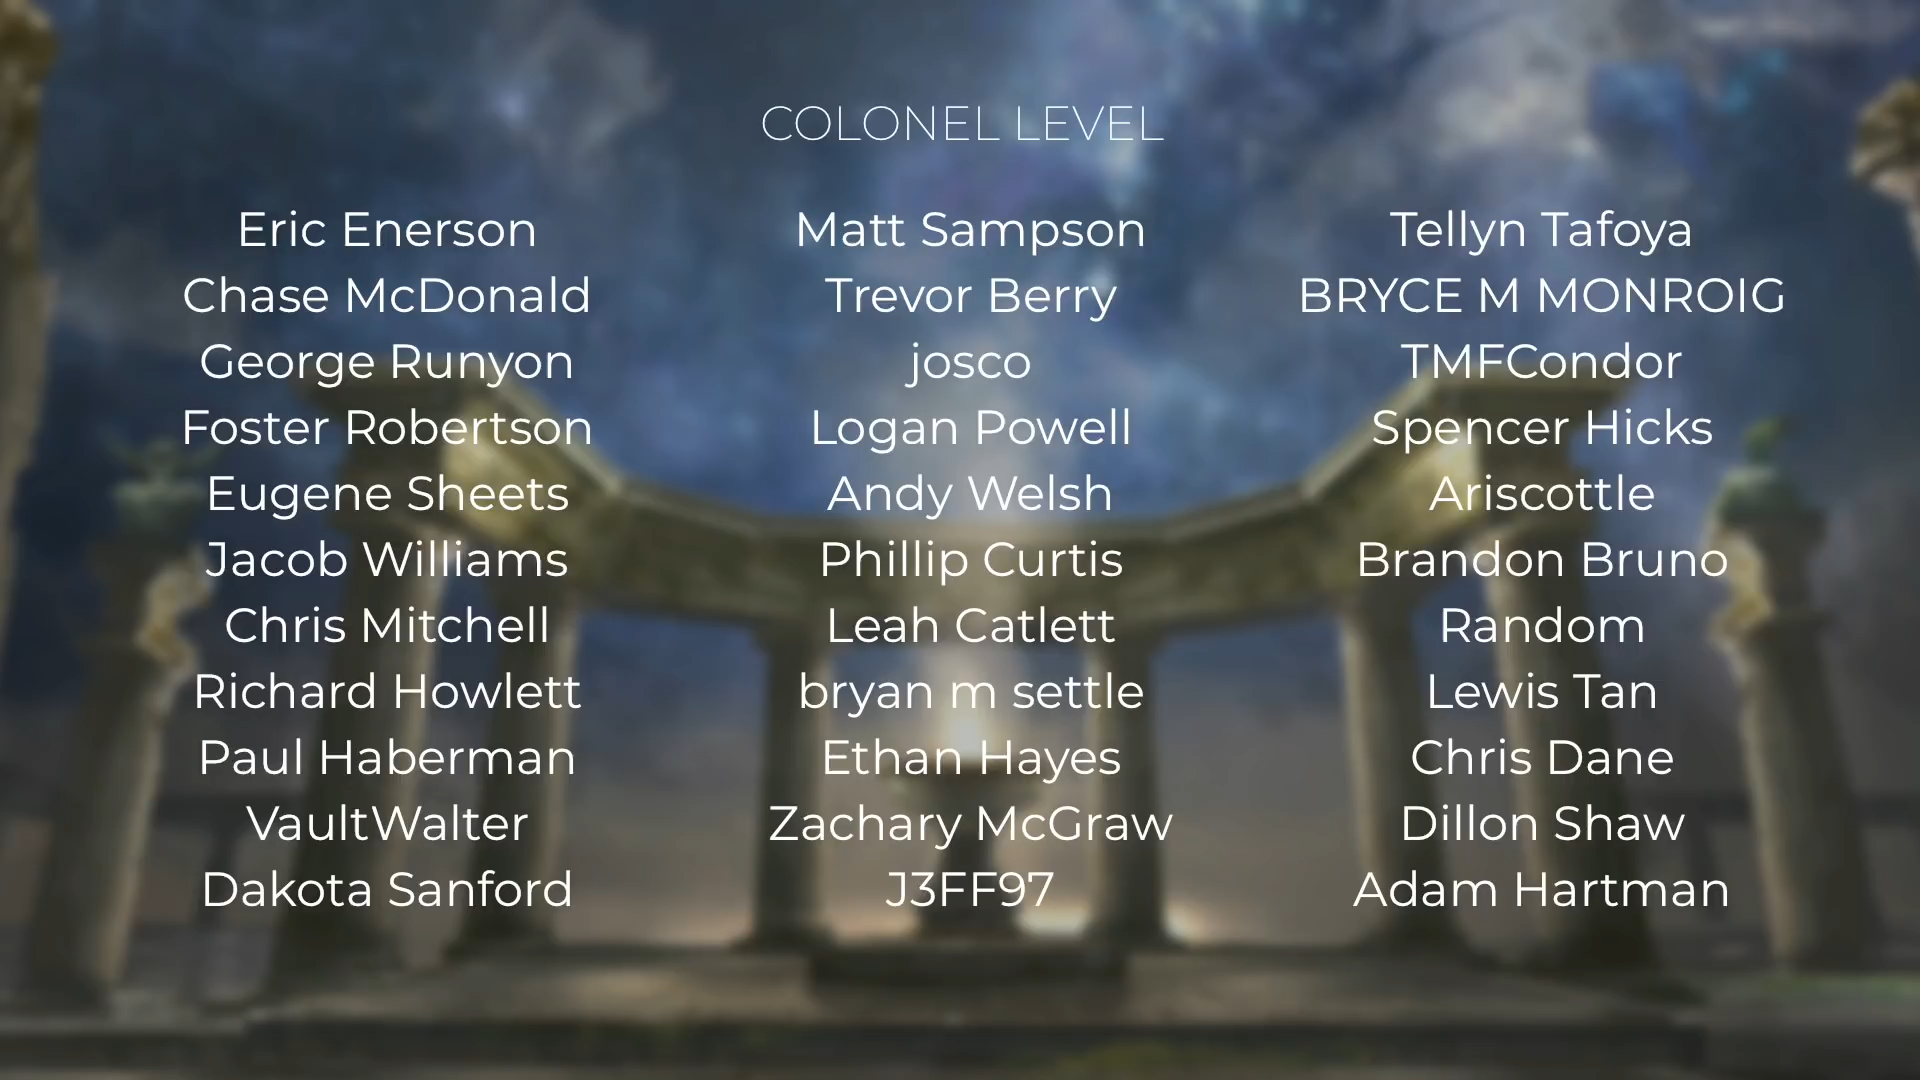 COLONEL LEVEL
Eric Enerson
Chase McDonald
George Runyon
Foster Robertson
Eugene Sheets
Jacob Williams
Chris Mitchell
Richard Howlett
Paul Haberman
VaultWalter
Dakota Sanford
Matt Sampson
Trevor Berry
josco
Logan Powell
Andy Welsh
Phillip Curtis
Leah Catlett
bryan m settle
Ethan Hayes
Zachary McGraw
J3FF97
Tellyn Tafoya
BRYCE M MONROIG
TMFCondor
Spencer Hicks
Ariscottle
Brandon Bruno
Random
Lewis Tan
Chris Dane
Dillon Shaw
Adam Hartman